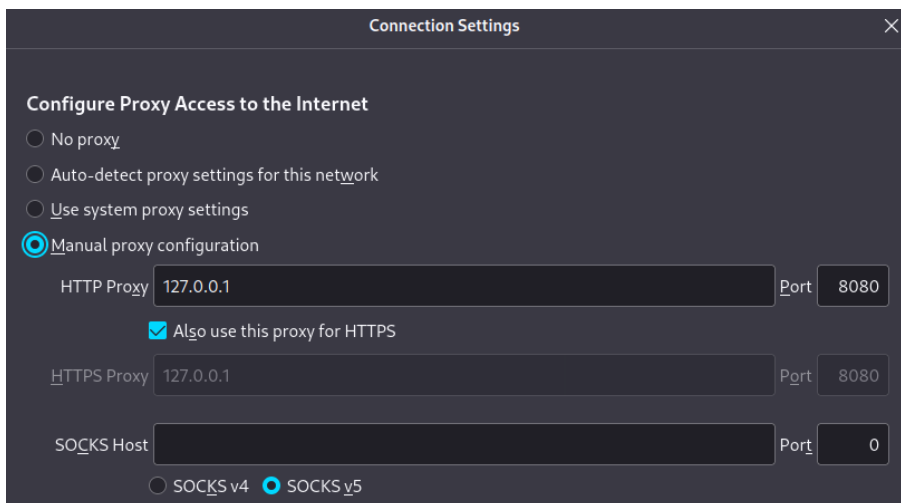 Connection Settings
Configure Proxy Access to the Internet
No proxy
Auto-detect proxy settings for this network
Use system proxy settings
Manual proxy configuration
HTTP Proxy 127.0.0.1 Port 8080
Also use this proxy for HTTPS
HTTPS Proxy 127.0.0.1 Port 8080
SOCKS Host Port 0
SOCKS v4 SOCKS v5